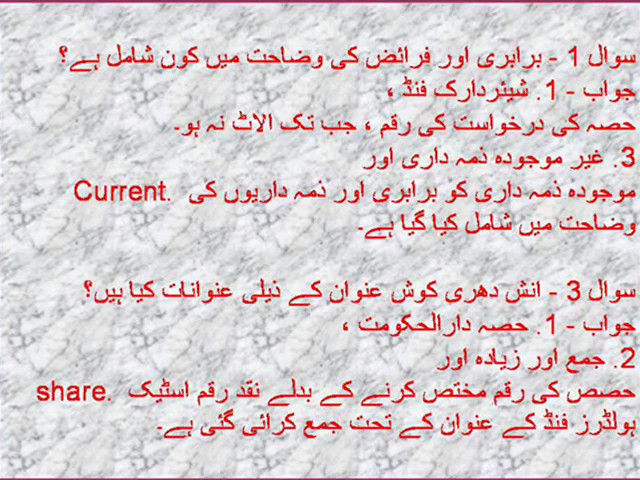 سوال 1 - برابری اور فرائض کی وضاحت میں کون شامل ہے؟
جواب - 1. شیئردارک فنڈ ،
حصہ کی درخواست کی رقم ، جب تک الاٹ نہ ہو۔
3. غیر موجودہ ذمہ داری اور
موجودہ ذمہ داری کو برابری اور ذمہ داریوں کی Current.
وضاحت میں شامل کیا گیا ہے۔
سوال 3 - انش دھری کوش عنوان کے ذیلی عنوانات کیا ہیں؟
جواب - 1. حصہ دارالحکومت ،
2. جمع اور زیادہ اور
حصص کی رقم مختص کرنے کے بدلے نقد رقم اسٹیک share.
ہولڈرز فنڈ کے عنوان کے تحت جمع کرائی گئی ہے۔